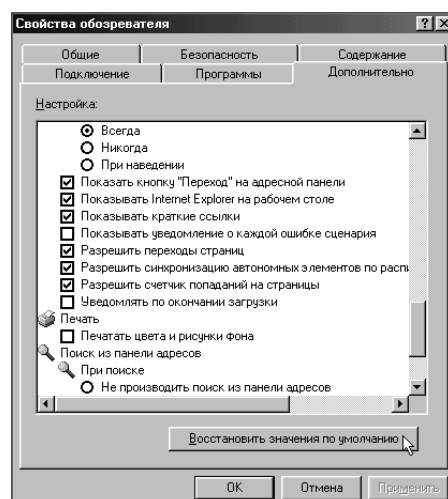 Свойства обозревателя
Общие Безопасность Содержание
Подключение Программы Дополнительно
Настройка:
Всегда
Никогда
При наведении
Показать кнопку "Переход" на адресной панели
Показывать Internet Explorer на рабочем столе
Показывать краткие ссылки
Показывать уведомление о каждой ошибке сценария
Разрешить переходы страниц
Разрешить синхронизацию автономных элементов по распи
Разрешить счетчик попаданий на страницы
Уведомлять по окончании загрузки
Печать
Печатать цвета и рисунки фона
Поиск из панели адресов
При поиске
Не производить поиск из панели адресов
Восстановить значения по умолчанию
OK Отмена Применить